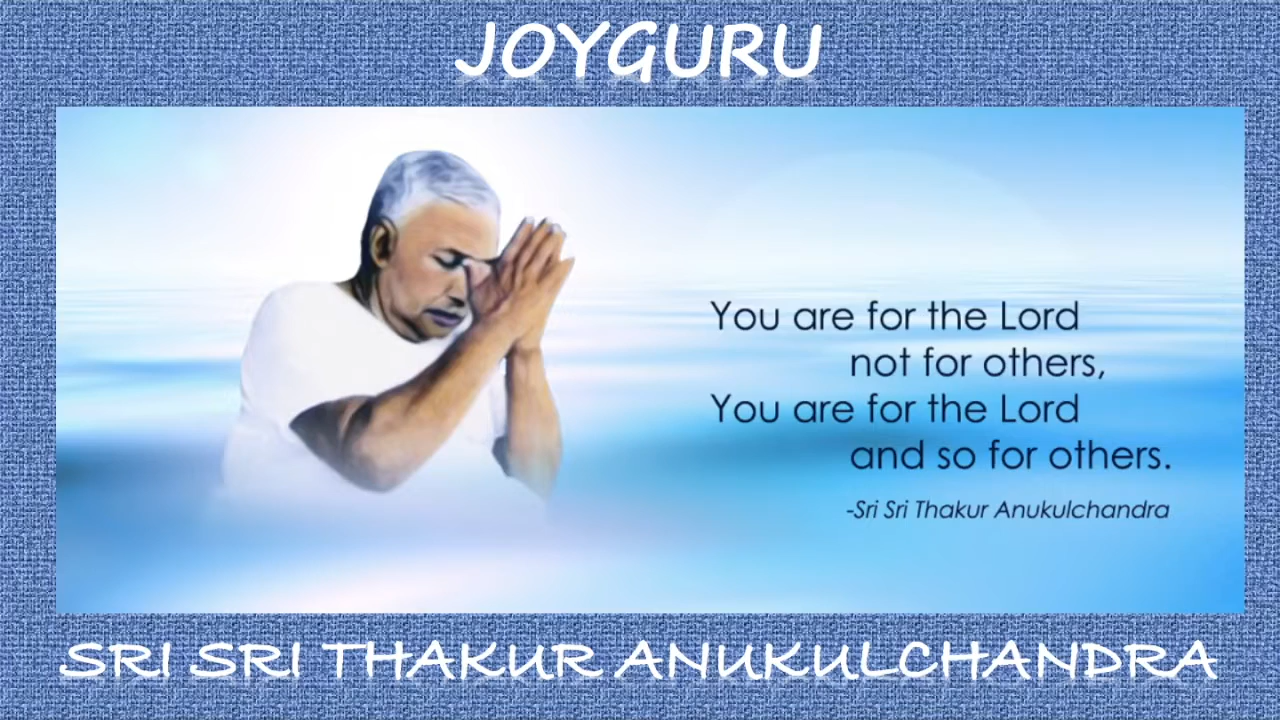 JOYGURU
You are for the Lord
not for others,
You are for the Lord
and so for others.
-Sri Sri Thakur Anukulchandra
SRI SRI THAKUR ANUKULCHANDRA